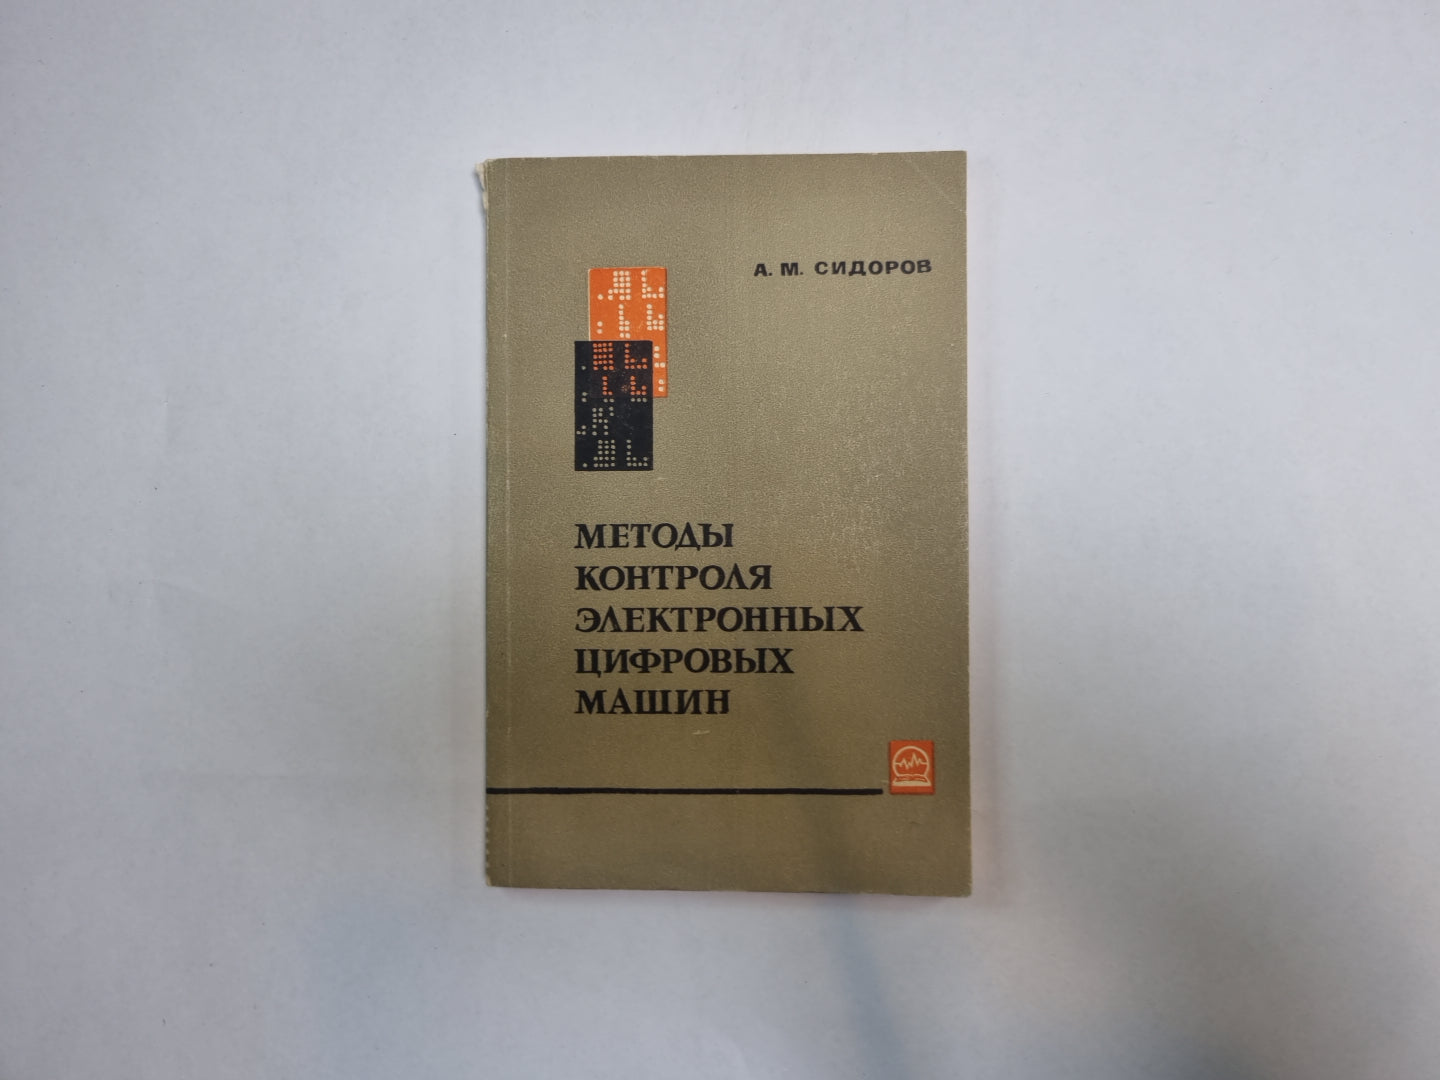 А. М. СИДОРОВ
МЕТОДЫ
КОНТРОЛЯ
ЭЛЕКТРОННЫХ
ЦИФРОВЫХ
МАШИН